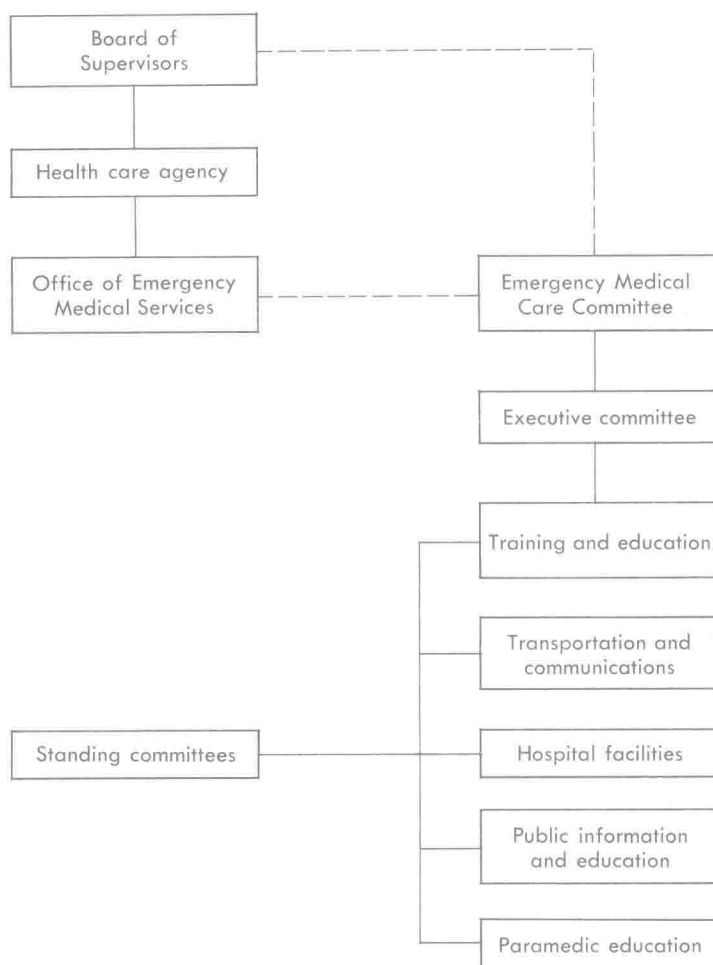 Board of
Supervisors
Health care agency
Office of Emergency
Medical Services
Emergency Medical
Care Committee
Executive committee
Training and education
Transportation and
communications
Standing committees
Hospital facilities
Public information
and education
Paramedic education